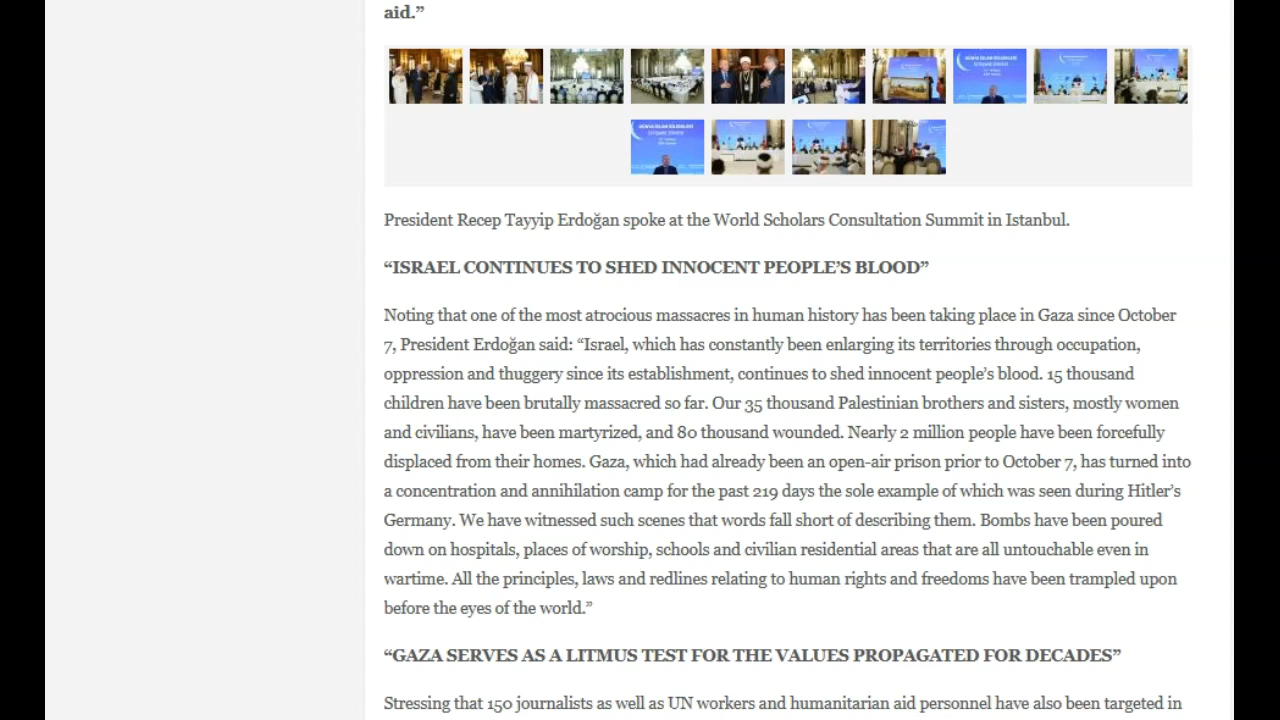 aid.”
President Recep Tayyip Erdoğan spoke at the World Scholars Consultation Summit in Istanbul.
“ISRAEL CONTINUES TO SHED INNOCENT PEOPLE’S BLOOD”
Noting that one of the most atrocious massacres in human history has been taking place in Gaza since October
7, President Erdoğan said: “Israel, which has constantly been enlarging its territories through occupation,
oppression and thuggery since its establishment, continues to shed innocent people’s blood. 15 thousand
children have been brutally massacred so far. Our 35 thousand Palestinian brothers and sisters, mostly women
and civilians, have been martyrized, and 80 thousand wounded. Nearly 2 million people have been forcefully
displaced from their homes. Gaza, which had already been an open-air prison prior to October 7, has turned into
a concentration and annihilation camp for the past 219 days the sole example of which was seen during Hitler’s
Germany. We have witnessed such scenes that words fall short of describing them. Bombs have been poured
down on hospitals, places of worship, schools and civilian residential areas that are all untouchable even in
wartime. All the principles, laws and redlines relating to human rights and freedoms have been trampled upon
before the eyes of the world.”
“GAZA SERVES AS A LITMUS TEST FOR THE VALUES PROPAGATED FOR DECADES”
Stressing that 150 journalists as well as UN workers and humanitarian aid personnel have also been targeted in